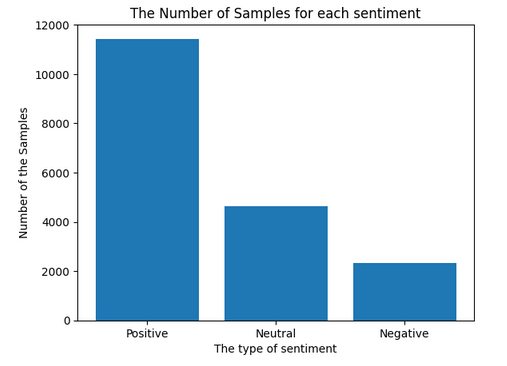 The Number of Samples for each sentiment
12000
10000
8000
6000
4000
2000
0
Number of the Samples
Positive Neutral Negative
The type of sentiment